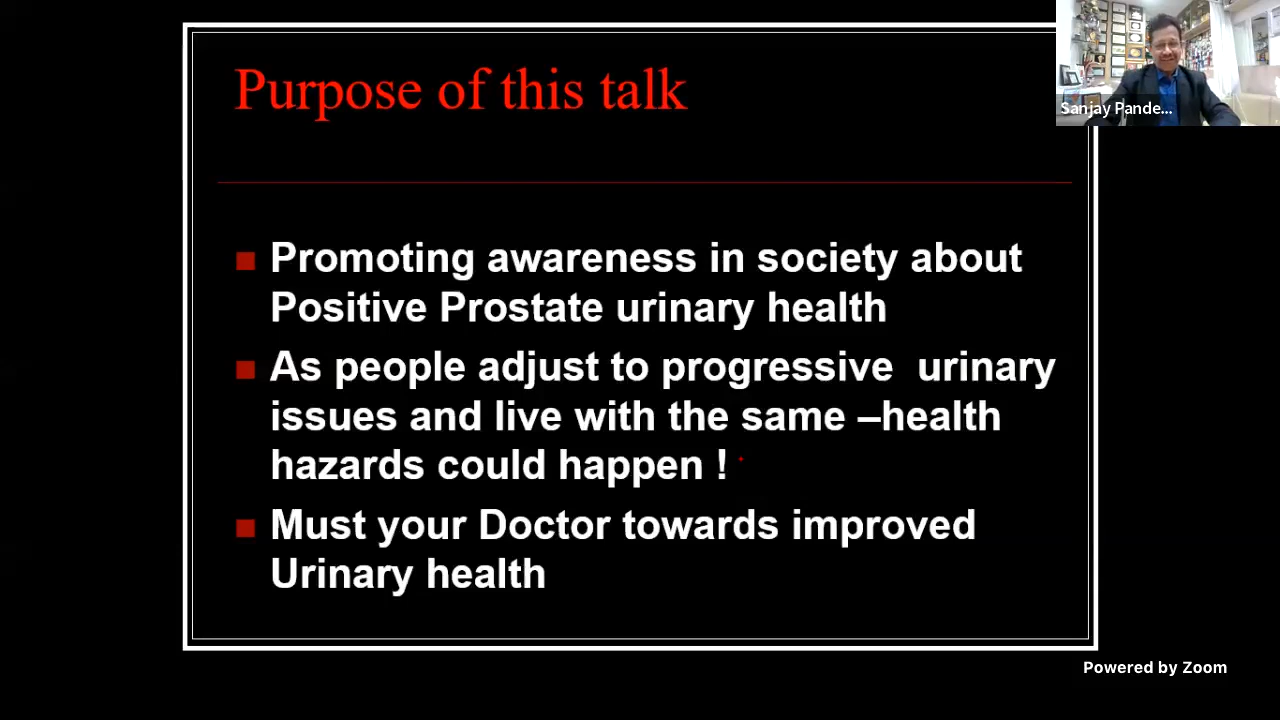 Purpose of this talk
Sanjay Pande...
Promoting awareness in society about
Positive Prostate urinary health
As people adjust to progressive urinary
issues and live with the same –health
hazards could happen !
Must your Doctor towards improved
Urinary health
Powered by Zoom